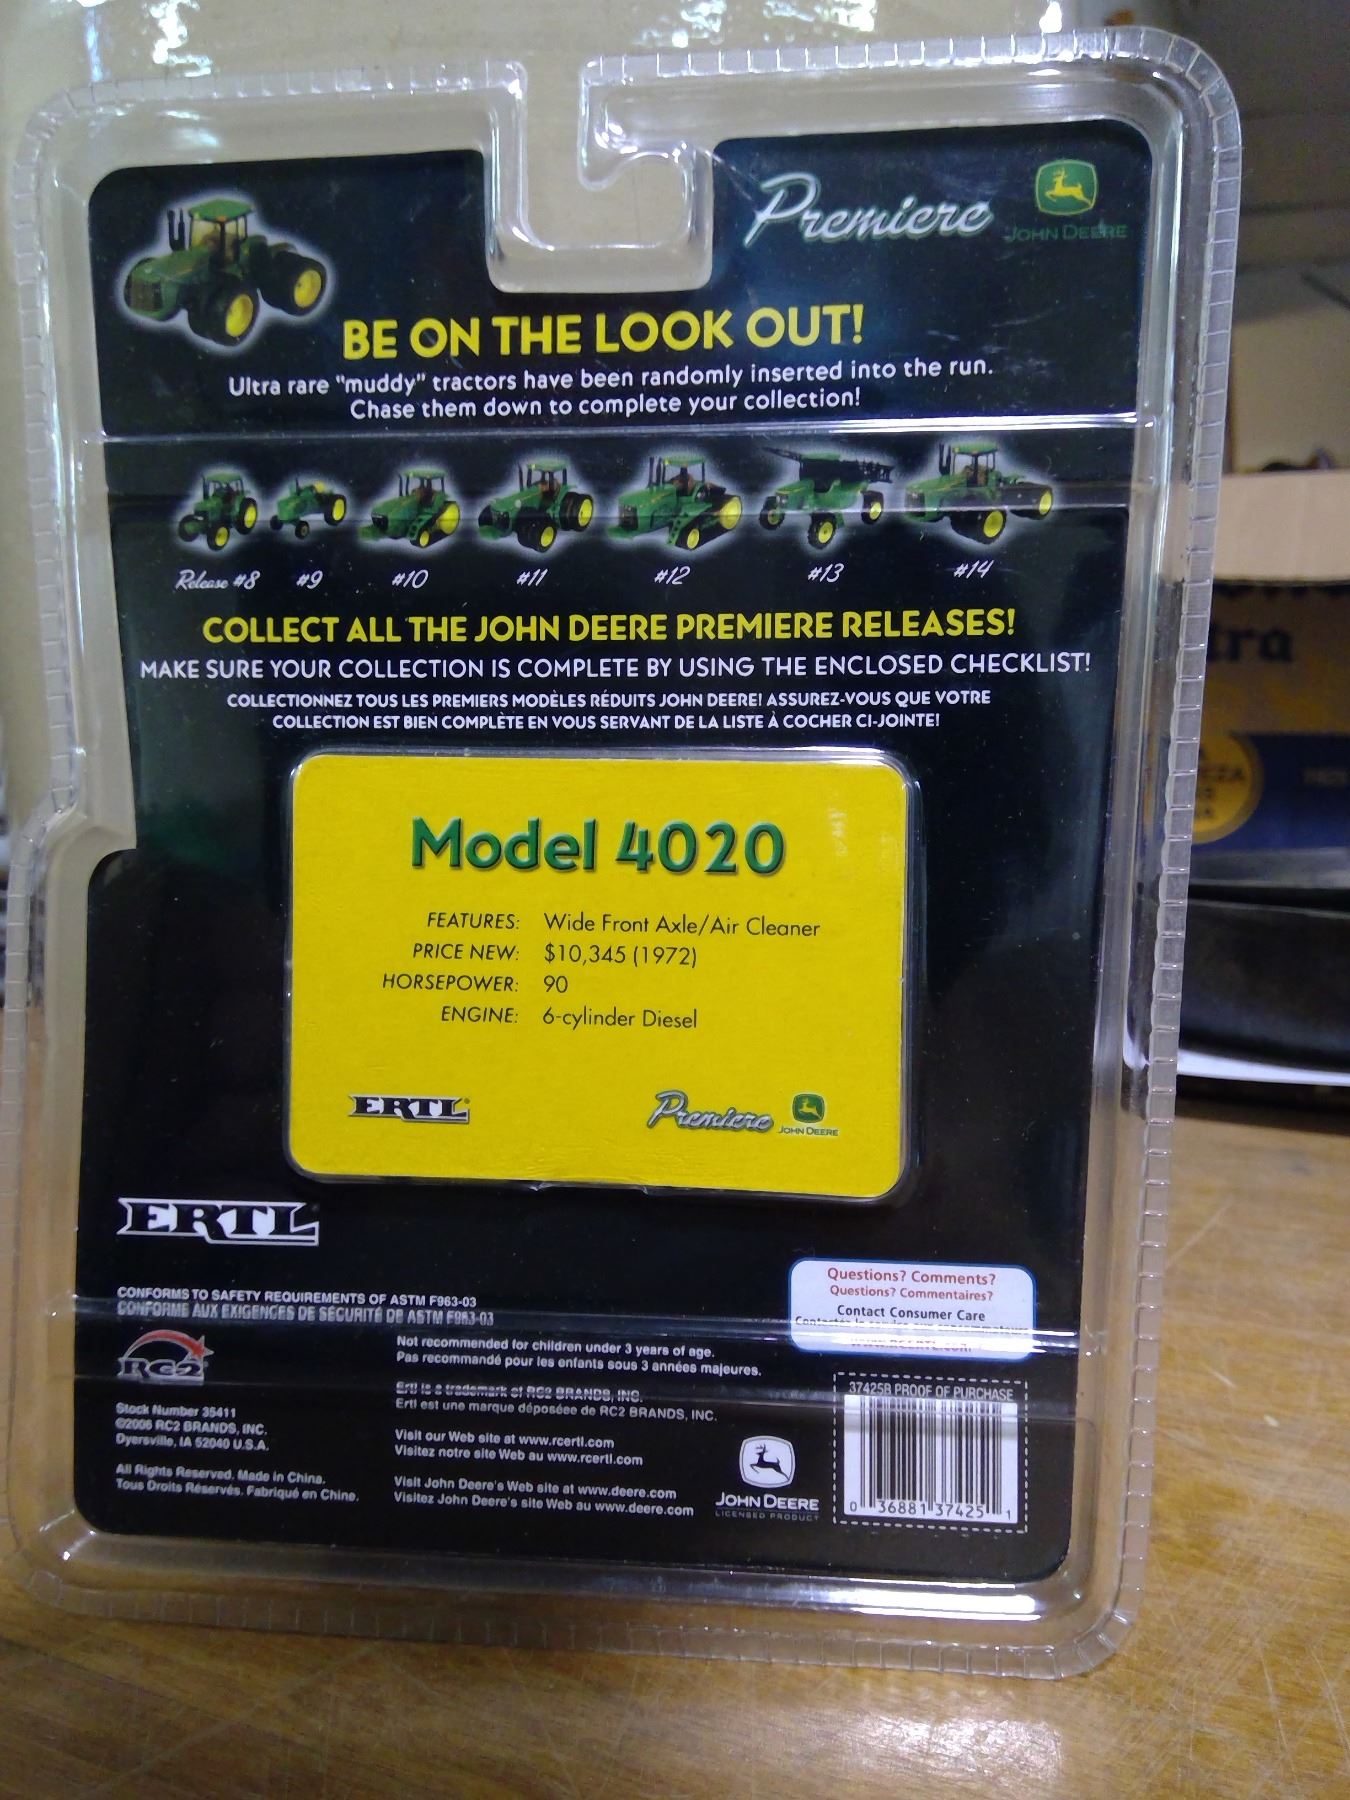 Premiere
JOHN DEERE
BE ON THE LOOK OUT!
Ultra rare "muddy" tractors have been randomly inserted into the run.
Chase them down to complete your collection!
Release #8 #9 #10 #11 #12 #13 #14
COLLECT ALL THE JOHN DEERE PREMIERE RELEASES!
MAKE SURE YOUR COLLECTION IS COMPLETE BY USING THE ENCLOSED CHECKLIST!
COLLECTIONNEZ TOUS LES PREMIERS MODÈLES RÉDUITS JOHN DEERE! ASSUREZ-VOUS QUE VOTRE
COLLECTION EST BIEN COMPLÈTE EN VOUS SERVANT DE LA LISTE À COCHER CI-JOINTE!
Model 4020
FEATURES: Wide Front Axle/Air Cleaner
PRICE NEW: $10,345 (1972)
HORSEPOWER: 90
ENGINE: 6-cylinder Diesel
ERTL®
Premiere
JOHN DEERE
ERTL
CONFORMS TO SAFETY REQUIREMENTS OF ASTM F963-03
CONFORME AUX EXIGENCES DE SÉCURITÉ DE ASTM F963-03
RC2
Stock Number 35411
©2006 RC2 BRANDS, INC.
Dyersville, IA 52040 U.S.A.
All Rights Reserved. Made in China.
Tous Droits Réservés. Fabriqué en Chine.
Not recommended for children under 3 years of age.
Pas recommandé pour les enfants sous 3 années majeures.
Ertl is a trademark of RC2 BRANDS, INC.
Ertl est une marque déposéee de RC2 BRANDS, INC.
Visit our Web site at www.rcertl.com
Visitez notre site Web au www.rcertl.com
Visit John Deere's Web site at www.deere.com
Visitez John Deere's site Web au www.deere.com
Questions? Comments?
Questions? Commentaires?
Contact Consumer Care
JOHN DEERE
LICENSED PRODUCT
37425B PROOF OF PURCHASE
0 36881 37425 1
tra